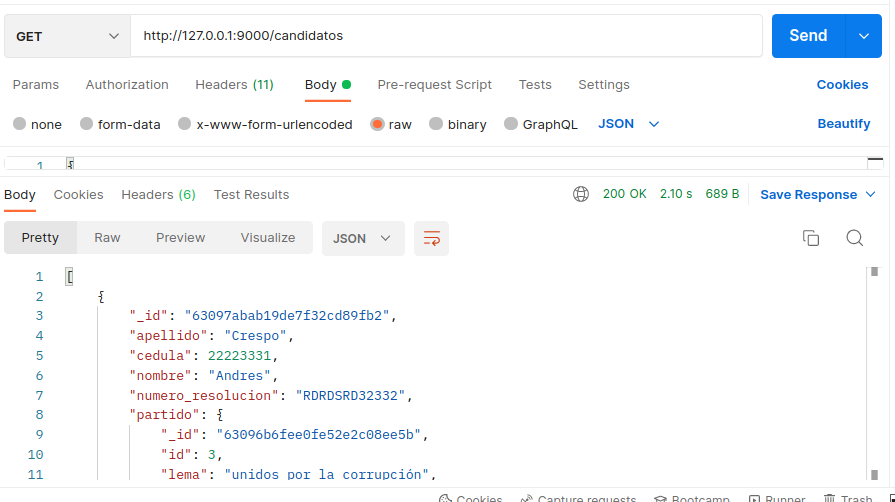 GET http://127.0.0.1:9000/candidatos Send
Params Authorization Headers (11) Body Pre-request Script Tests Settings Cookies
none form-data x-www-form-urlencoded raw binary GraphQL JSON Beautify
1 {
Body Cookies Headers (6) Test Results 200 OK 2.10 s 689 B Save Response
Pretty Raw Preview Visualize JSON
1 [
2 {
3 "_id": "63097abab19de7f32cd89fb2",
4 "apellido": "Crespo",
5 "cedula": 22223331,
6 "nombre": "Andres",
7 "numero_resolucion": "RDRDSRD32332",
8 "partido": {
9 "_id": "63096b6fee0fe52e2c08ee5b",
10 "id": 3,
11 "lema": "unidos por la corrupción",
Cookies Capture requests Bootcamp Runner Trash